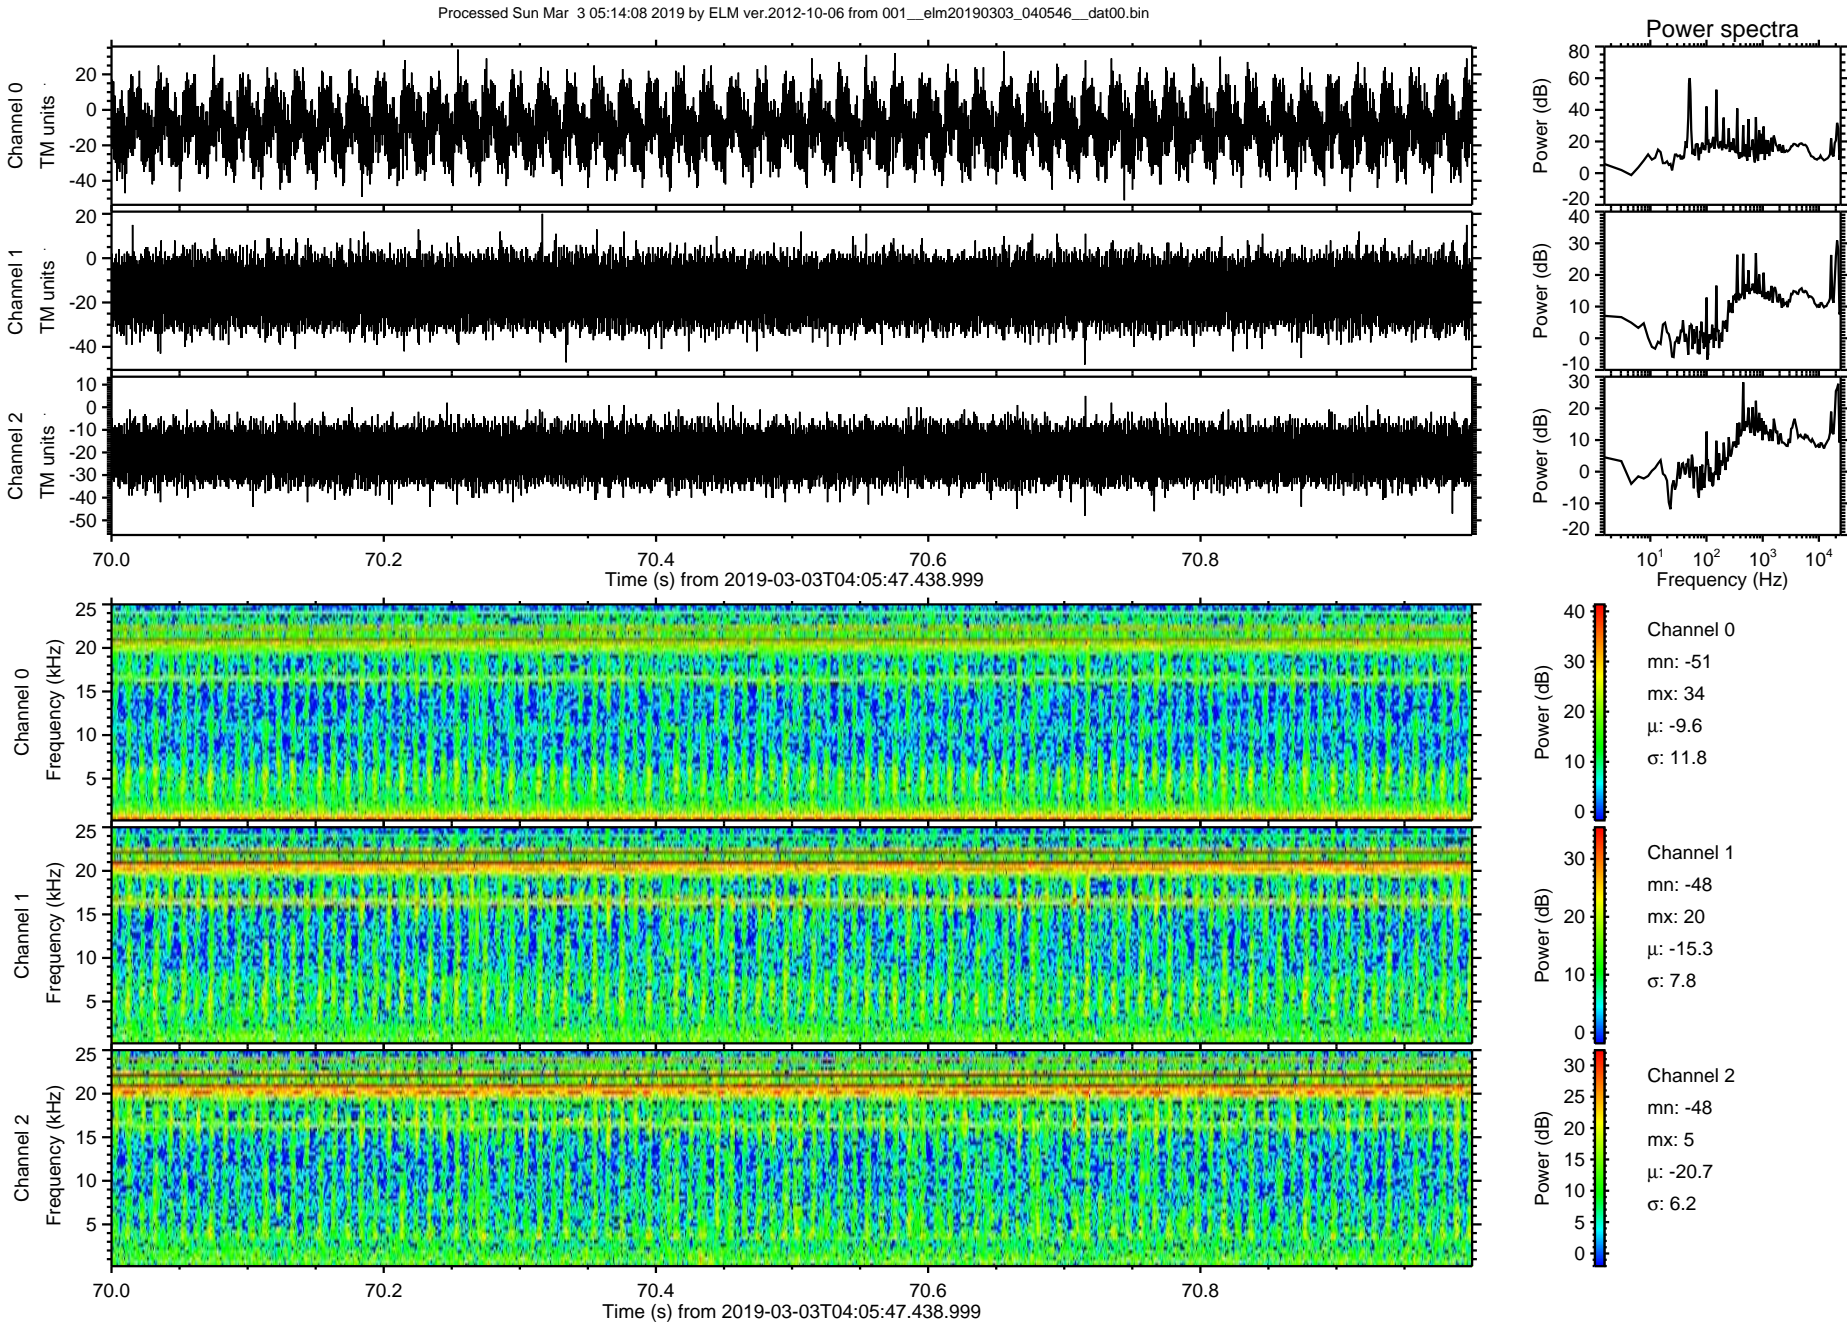 Processed Sun Mar  3 05:14:08 2019 by ELM ver.2012-10-06 from 001__elm20190303_040546__dat00.bin
Power spectra
Channel 0
TM units
20
0
-20
-40
Power (dB)
80
60
40
20
0
-20
Channel 1
TM units
20
0
-20
-40
Power (dB)
40
30
20
10
0
-10
Channel 2
TM units
10
0
-10
-20
-30
-40
-50
Power (dB)
30
20
10
0
-10
-20
70.0 70.2 70.4 70.6 70.8
Time (s) from 2019-03-03T04:05:47.438.999
10^1 10^2 10^3 10^4
Frequency (Hz)
Channel 0
Frequency (kHz)
25
20
15
10
5
Power (dB)
40
30
20
10
0
Channel 0
mn: -51
mx: 34
μ: -9.6
σ: 11.8
Channel 1
Frequency (kHz)
25
20
15
10
5
Power (dB)
30
20
10
0
Channel 1
mn: -48
mx: 20
μ: -15.3
σ: 7.8
Channel 2
Frequency (kHz)
25
20
15
10
5
Power (dB)
30
25
20
15
10
5
0
Channel 2
mn: -48
mx: 5
μ: -20.7
σ: 6.2
70.0 70.2 70.4 70.6 70.8
Time (s) from 2019-03-03T04:05:47.438.999